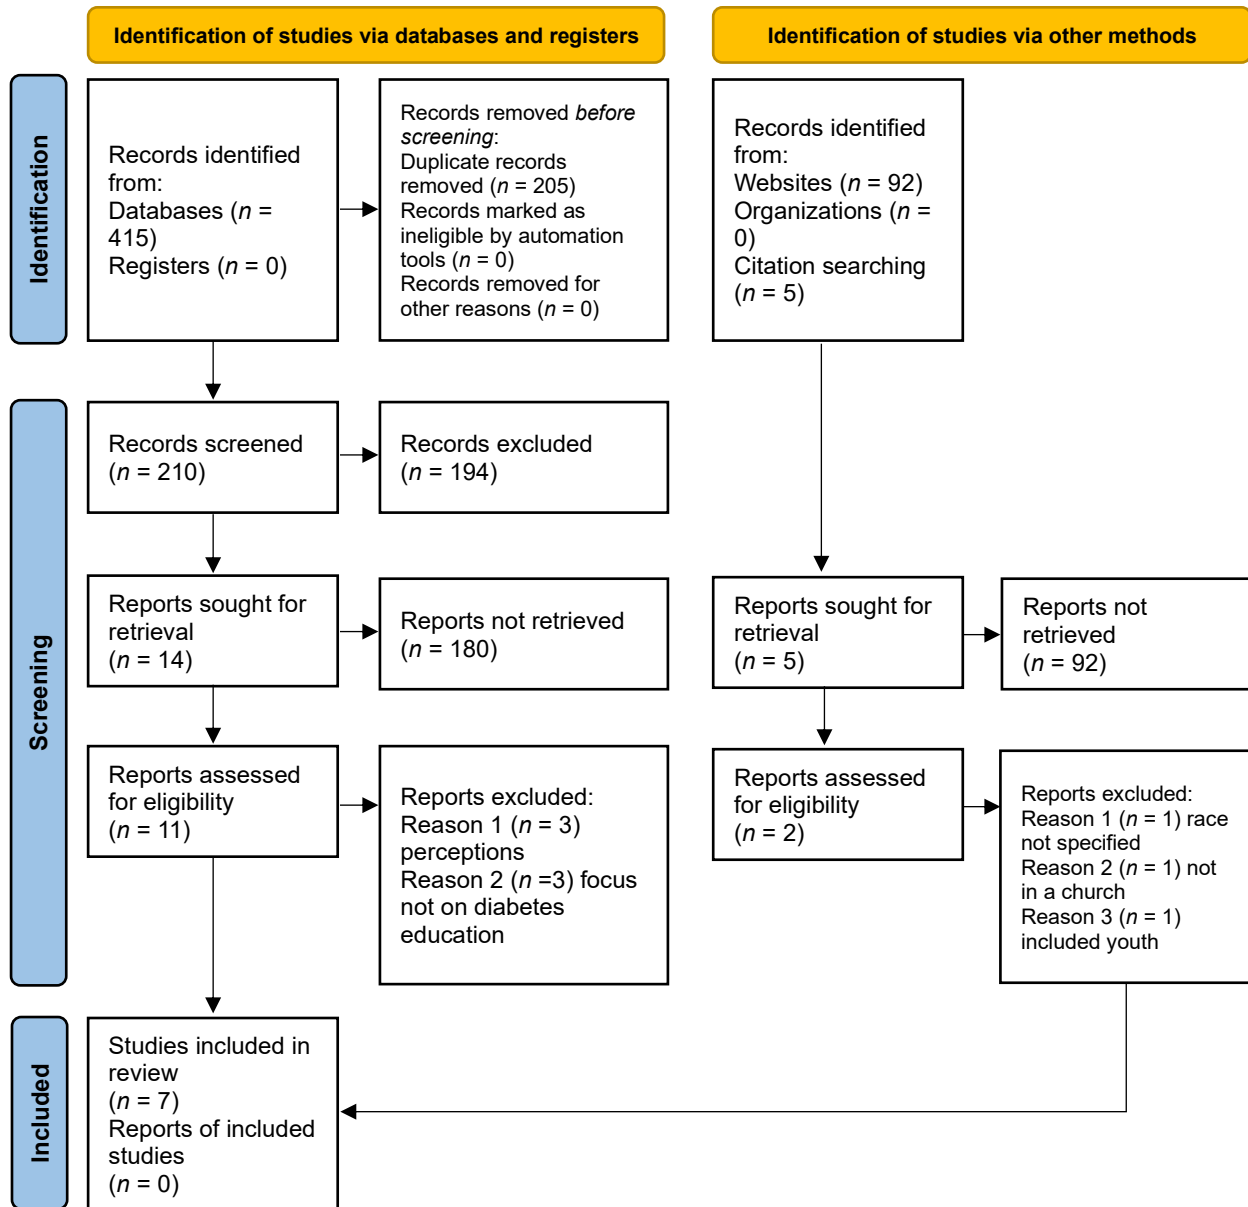 Identification of studies via databases and registers
Identification of studies via other methods
Identification
Records identified
from:
Databases (n =
415)
Registers (n = 0)
Records removed before
screening:
Duplicate records
removed (n = 205)
Records marked as
ineligible by automation
tools (n = 0)
Records removed for
other reasons (n = 0)
Records identified
from:
Websites (n = 92)
Organizations (n =
0)
Citation searching
(n = 5)
Screening
Records screened
(n = 210)
Records excluded
(n = 194)
Reports sought for
retrieval
(n = 14)
Reports not retrieved
(n = 180)
Reports sought for
retrieval
(n = 5)
Reports not
retrieved
(n = 92)
Reports assessed
for eligibility
(n = 11)
Reports excluded:
Reason 1 (n = 3)
perceptions
Reason 2 (n =3) focus
not on diabetes
education
Reports assessed
for eligibility
(n = 2)
Reports excluded:
Reason 1 (n = 1) race
not specified
Reason 2 (n = 1) not
in a church
Reason 3 (n = 1)
included youth
Included
Studies included in
review
(n = 7)
Reports of included
studies
(n = 0)